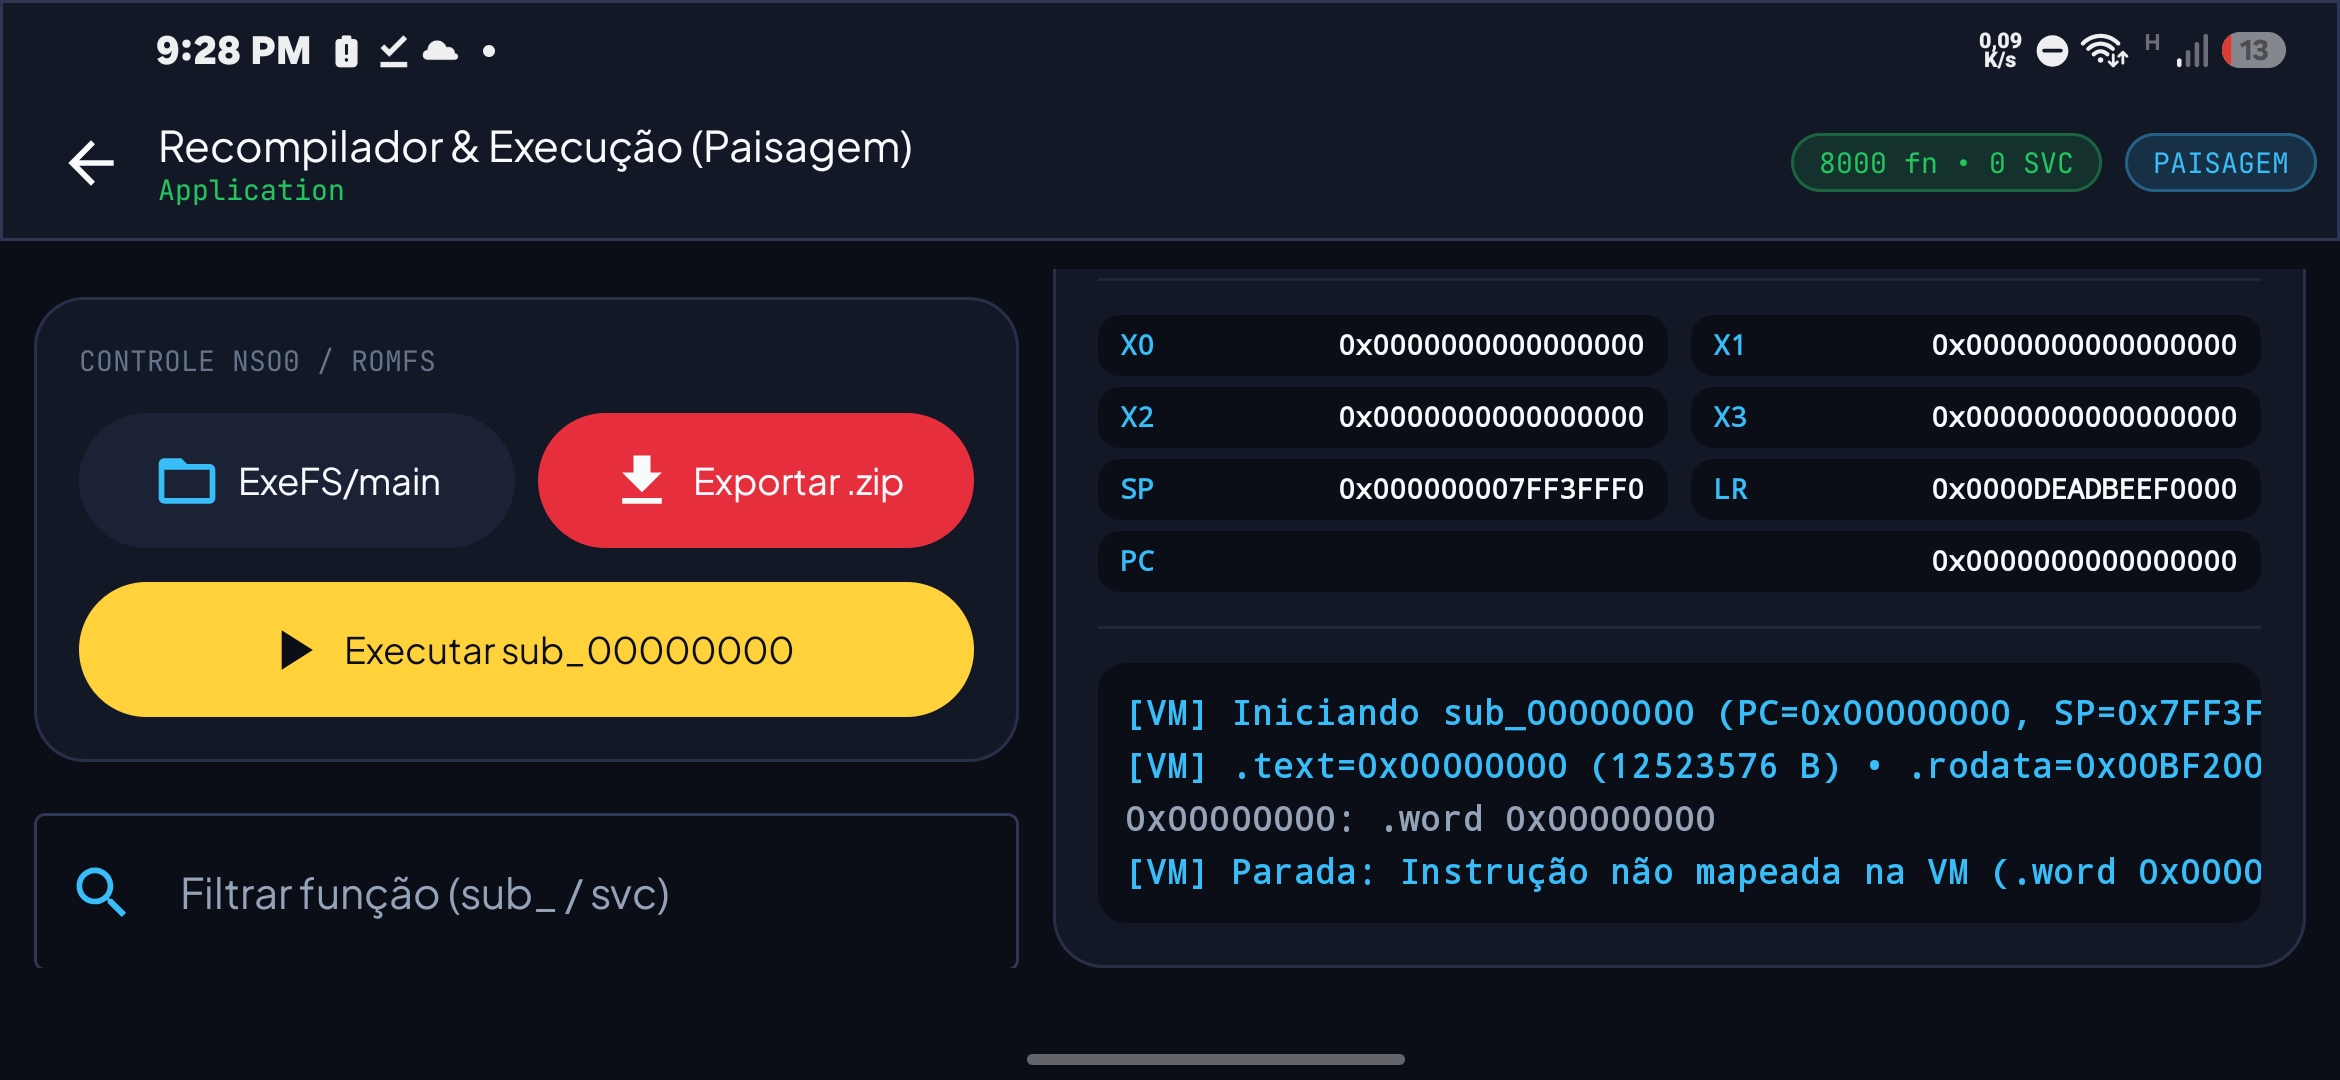 9:28 PM
0,09 K/s
H
13
Recompilador & Execução (Paisagem)
Application
8000 fn • 0 SVC
PAISAGEM
CONTROLE NSO0 / ROMFS
ExeFS/main
Exportar .zip
Executar sub_00000000
Filtrar função (sub_ / svc)
X0 0x0000000000000000
X1 0x0000000000000000
X2 0x0000000000000000
X3 0x0000000000000000
SP 0x000000007FF3FFF0
LR 0x0000DEADBEEF0000
PC 0x0000000000000000
[VM] Iniciando sub_00000000 (PC=0x00000000, SP=0x7FF3F
[VM] .text=0x00000000 (12523576 B) • .rodata=0x00BF200
0x00000000: .word 0x00000000
[VM] Parada: Instrução não mapeada na VM (.word 0x0000